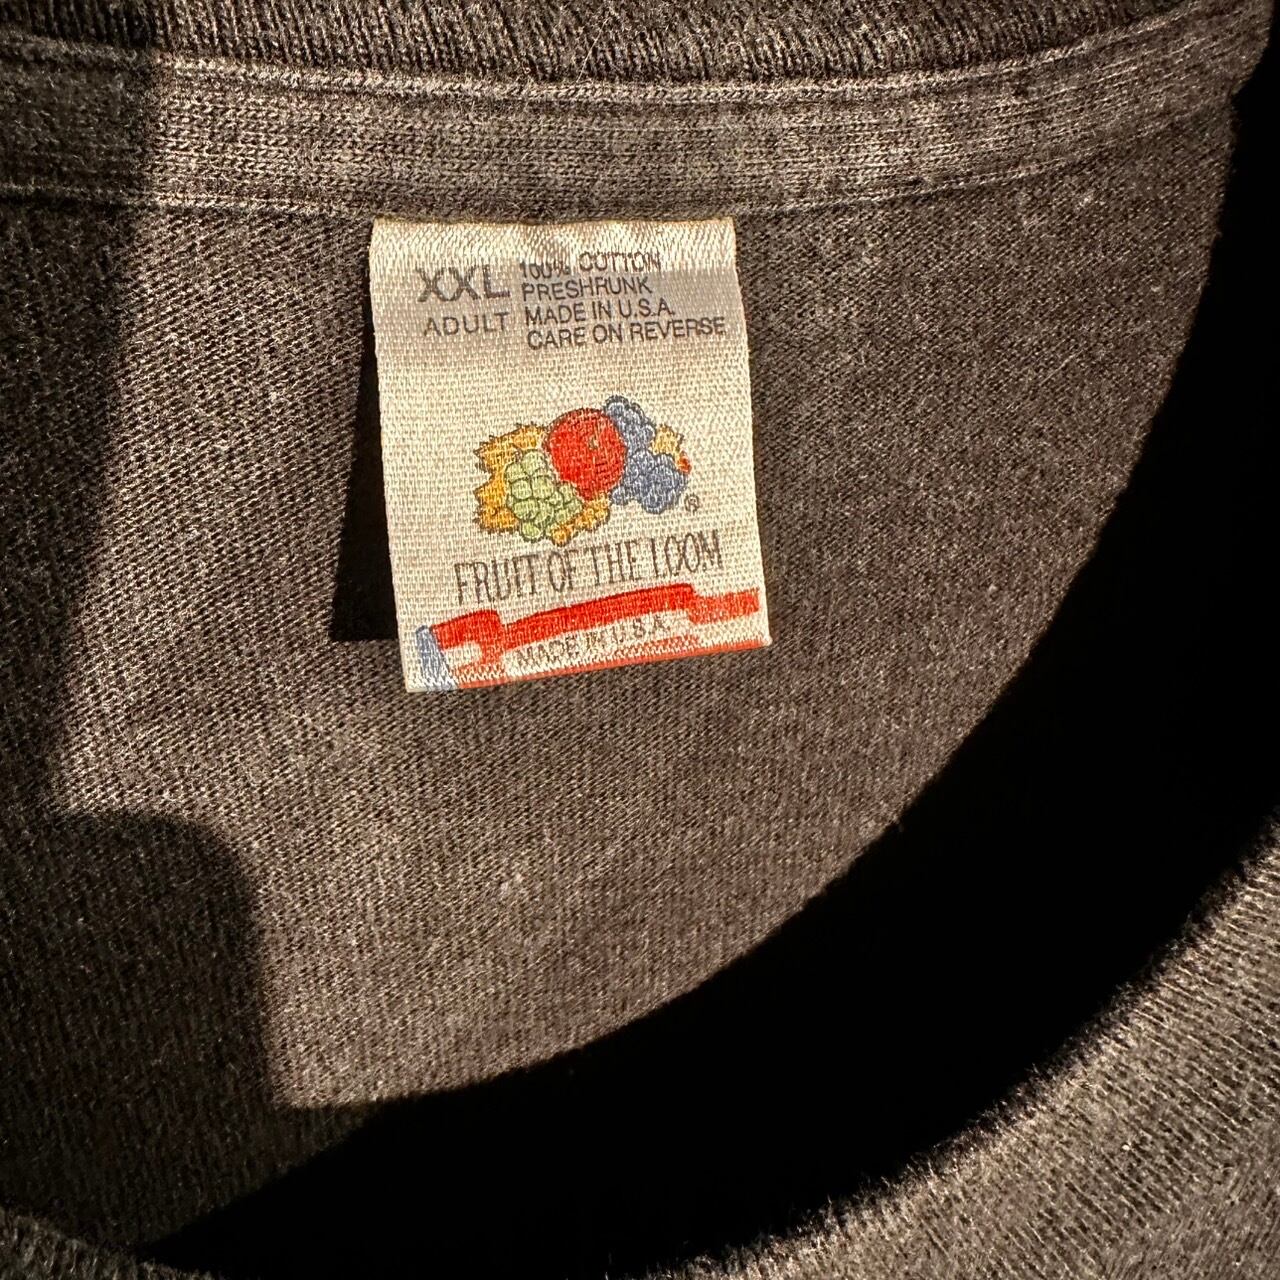 XXL
ADULT
100% COTTON
PRESHRUNK
MADE IN U.S.A.
CARE ON REVERSE
®
FRUIT OF THE LOOM
MADE IN U.S.A.